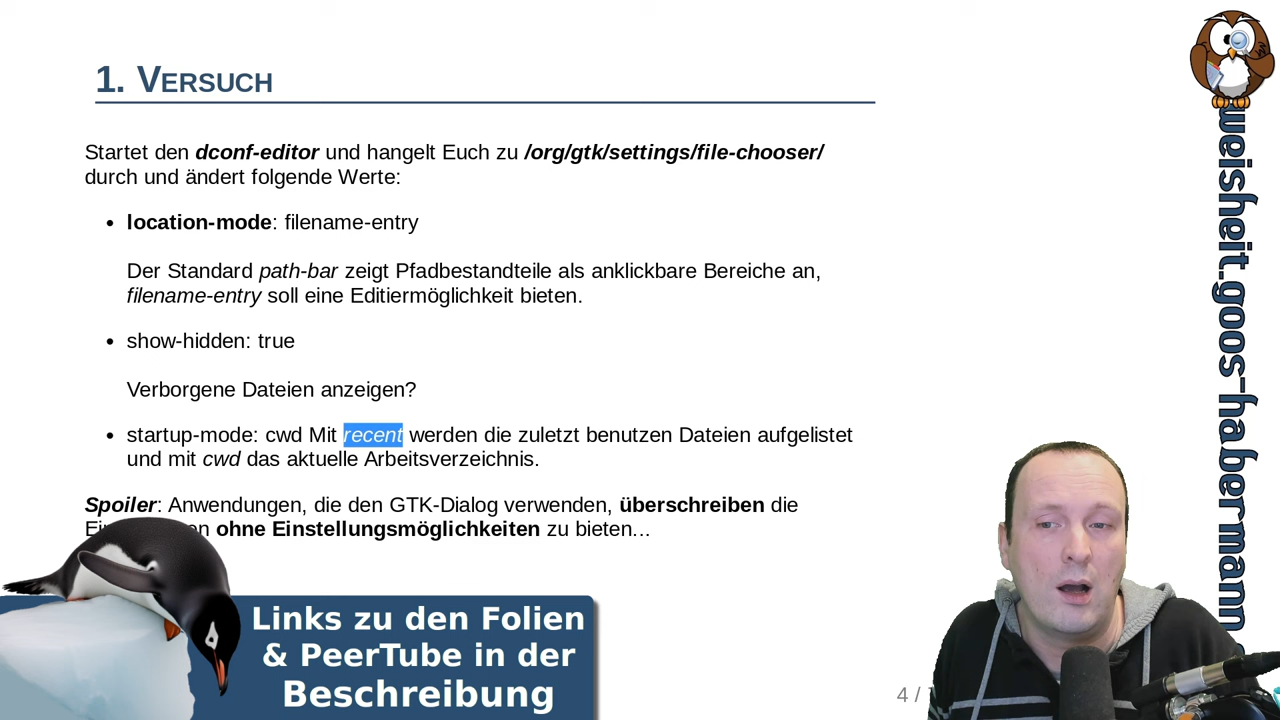 1. Versuch
Startet den dconf-editor und hangelt Euch zu /org/gtk/settings/file-chooser/
durch und ändert folgende Werte:
• location-mode: filename-entry
Der Standard path-bar zeigt Pfadbestandteile als anklickbare Bereiche an,
filename-entry soll eine Editiermöglichkeit bieten.
• show-hidden: true
Verborgene Dateien anzeigen?
• startup-mode: cwd Mit recent werden die zuletzt benutzen Dateien aufgelistet
und mit cwd das aktuelle Arbeitsverzeichnis.
Spoiler: Anwendungen, die den GTK-Dialog verwenden, überschreiben die
ohne Einstellungsmöglichkeiten zu bieten...
Links zu den Folien
& PeerTube in der
Beschreibung
4 /
weisheit.goos-habermann